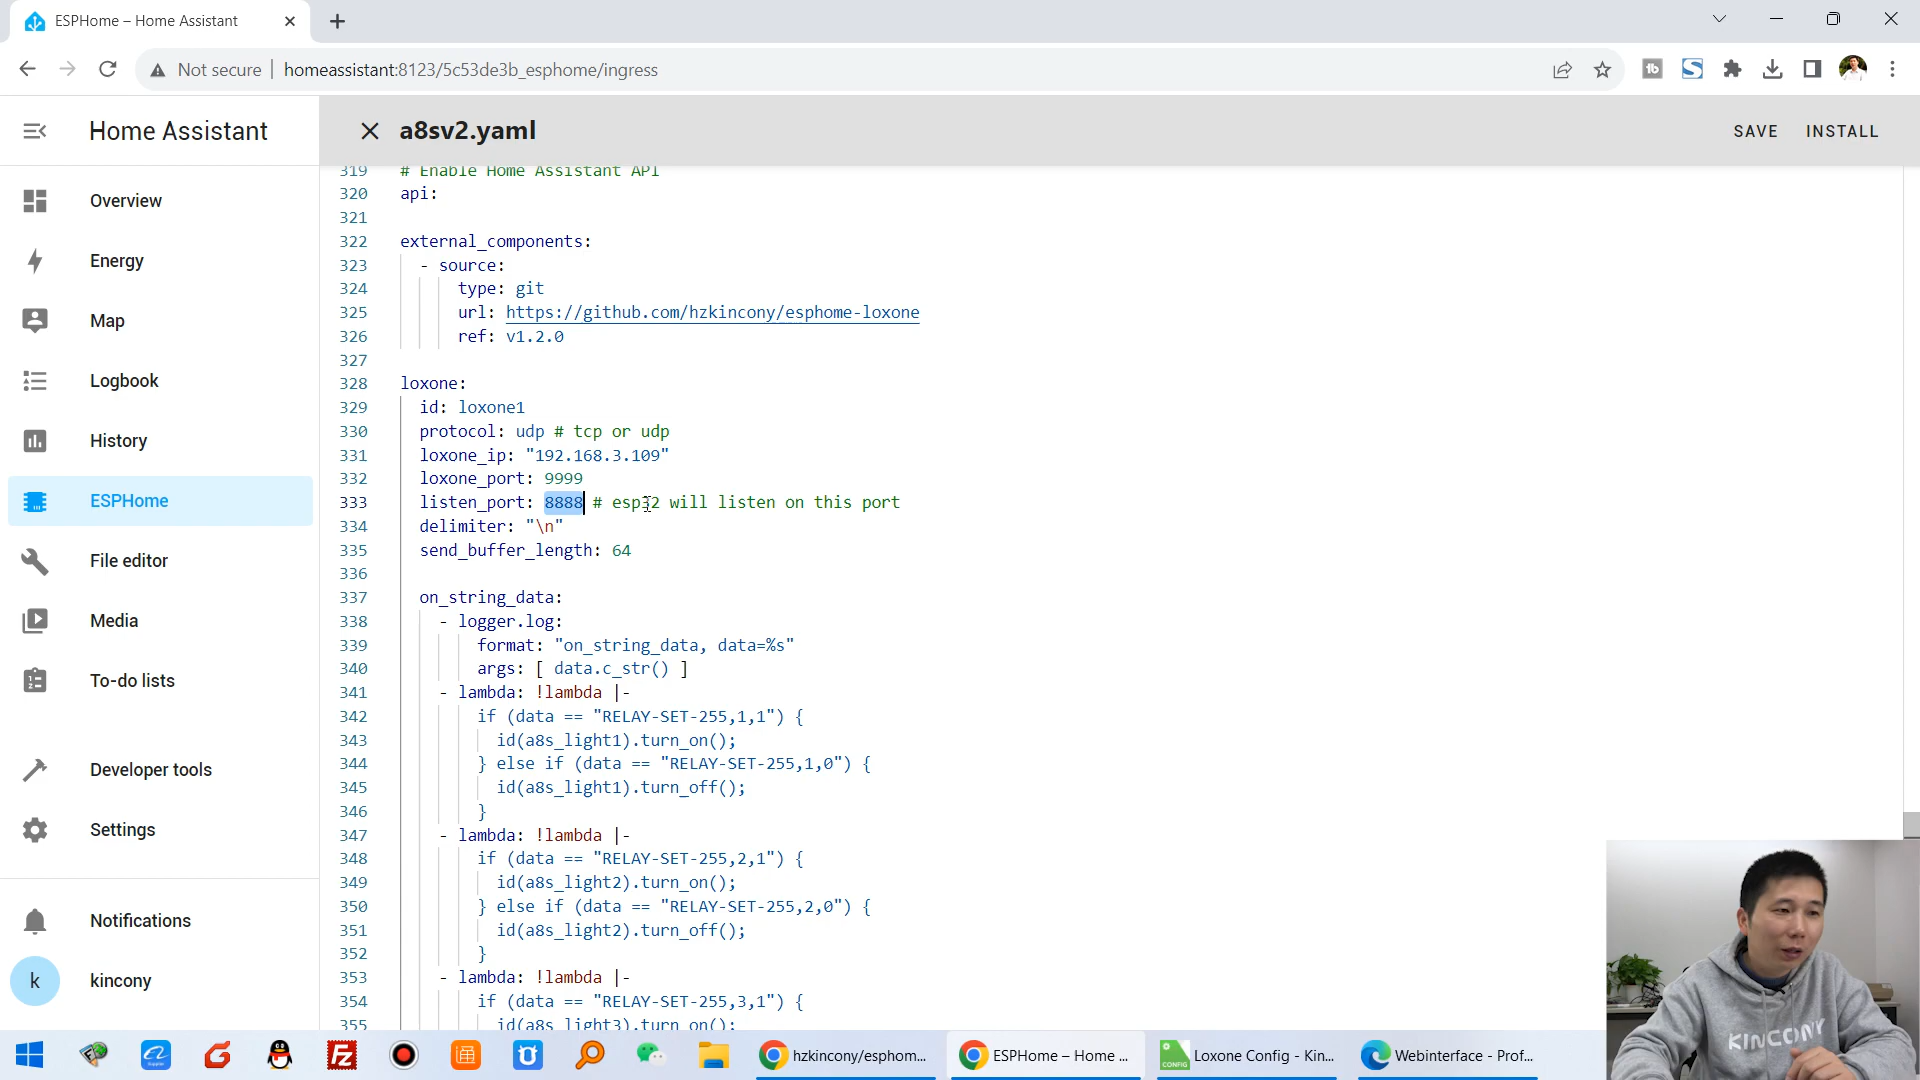 ESPHome – Home Assistant
Not secure
homeassistant:8123/5c53de3b_esphome/ingress
Home Assistant
a8sv2.yaml
SAVE
INSTALL
Overview
Energy
Map
Logbook
History
ESPHome
File editor
Media
To-do lists
Developer tools
Settings
Notifications
k
kincony
319 # Enable Home Assistant API
320 api:
321
322 external_components:
323 - source:
324 type: git
325 url: https://github.com/hzkincony/esphome-loxone
326 ref: v1.2.0
327
328 loxone:
329 id: loxone1
330 protocol: udp # tcp or udp
331 loxone_ip: "192.168.3.109"
332 loxone_port: 9999
333 listen_port: 8888 # esp32 will listen on this port
334 delimiter: "\n"
335 send_buffer_length: 64
336
337 on_string_data:
338 - logger.log:
339 format: "on_string_data, data=%s"
340 args: [ data.c_str() ]
341 - lambda: !lambda |-
342 if (data == "RELAY-SET-255,1,1") {
343 id(a8s_light1).turn_on();
344 } else if (data == "RELAY-SET-255,1,0") {
345 id(a8s_light1).turn_off();
346 }
347 - lambda: !lambda |-
348 if (data == "RELAY-SET-255,2,1") {
349 id(a8s_light2).turn_on();
350 } else if (data == "RELAY-SET-255,2,0") {
351 id(a8s_light2).turn_off();
352 }
353 - lambda: !lambda |-
354 if (data == "RELAY-SET-255,3,1") {
355 id(a8s_light3).turn_on();
KINCONY
hzkincony/esphom...
ESPHome – Home ...
CONFIG
Loxone Config - Kin...
Webinterface - Prof...